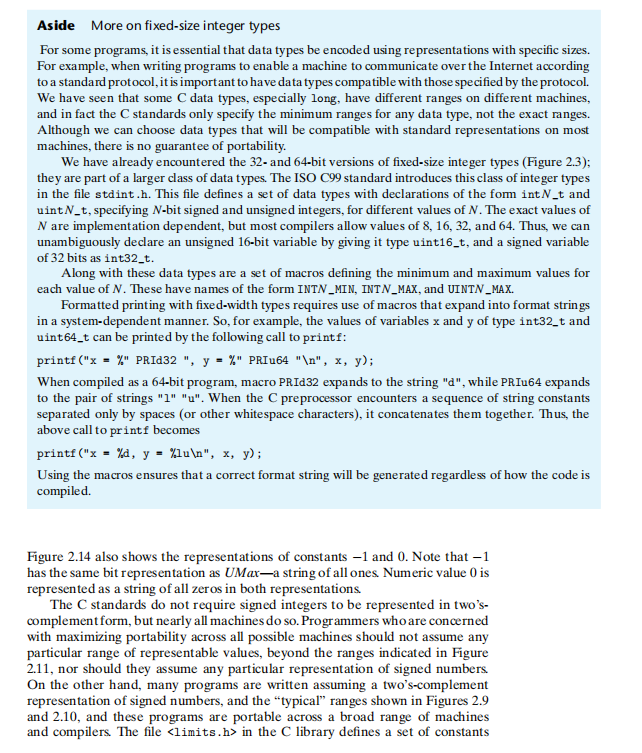 Aside More on fixed-size integer types
For some programs, it is essential that data types be encoded using representations with specific sizes.
For example, when writing programs to enable a machine to communicate over the Internet according
to a standard protocol, it is important to have data types compatible with those specified by the protocol.
We have seen that some C data types, especially long, have different ranges on different machines,
and in fact the C standards only specify the minimum ranges for any data type, not the exact ranges.
Although we can choose data types that will be compatible with standard representations on most
machines, there is no guarantee of portability.
We have already encountered the 32- and 64-bit versions of fixed-size integer types (Figure 2.3);
they are part of a larger class of data types. The ISO C99 standard introduces this class of integer types
in the file stdint.h. This file defines a set of data types with declarations of the form intN_t and
uintN_t, specifying N-bit signed and unsigned integers, for different values of N. The exact values of
N are implementation dependent, but most compilers allow values of 8, 16, 32, and 64. Thus, we can
unambiguously declare an unsigned 16-bit variable by giving it type uint16_t, and a signed variable
of 32 bits as int32_t.
Along with these data types are a set of macros defining the minimum and maximum values for
each value of N. These have names of the form INTN_MIN, INTN_MAX, and UINTN_MAX.
Formatted printing with fixed-width types requires use of macros that expand into format strings
in a system-dependent manner. So, for example, the values of variables x and y of type int32_t and
uint64_t can be printed by the following call to printf:
printf("x = %" PRId32 ", y = %" PRIu64 "\n", x, y);
When compiled as a 64-bit program, macro PRId32 expands to the string "d", while PRIu64 expands
to the pair of strings "l" "u". When the C preprocessor encounters a sequence of string constants
separated only by spaces (or other whitespace characters), it concatenates them together. Thus, the
above call to printf becomes
printf("x = %d, y = %lu\n", x, y);
Using the macros ensures that a correct format string will be generated regardless of how the code is
compiled.
Figure 2.14 also shows the representations of constants −1 and 0. Note that −1
has the same bit representation as UMax—a string of all ones. Numeric value 0 is
represented as a string of all zeros in both representations.
The C standards do not require signed integers to be represented in two's-
complement form, but nearly all machines do so. Programmers who are concerned
with maximizing portability across all possible machines should not assume any
particular range of representable values, beyond the ranges indicated in Figure
2.11, nor should they assume any particular representation of signed numbers.
On the other hand, many programs are written assuming a two's-complement
representation of signed numbers, and the “typical” ranges shown in Figures 2.9
and 2.10, and these programs are portable across a broad range of machines
and compilers. The file <limits.h> in the C library defines a set of constants